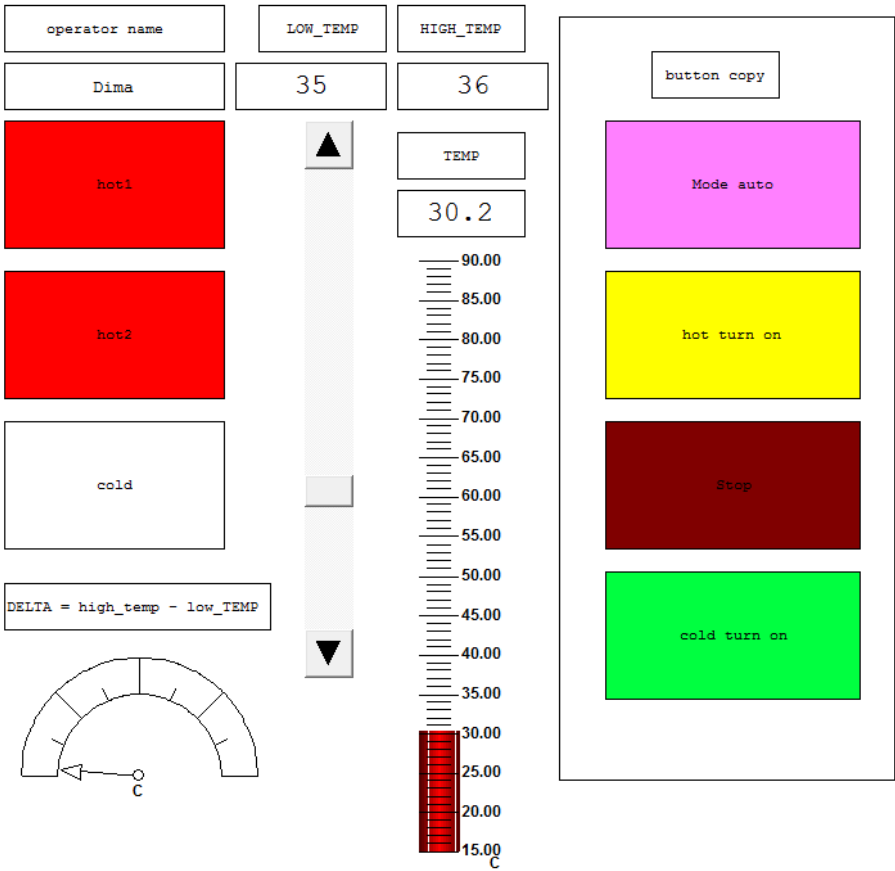 operator name
LOW_TEMP
HIGH_TEMP
Dima
35
36
button copy
hot1
TEMP
30.2
Mode auto
hot2
hot turn on
cold
Stop
DELTA = high_temp - low_TEMP
cold turn on
C
90.00
85.00
80.00
75.00
70.00
65.00
60.00
55.00
50.00
45.00
40.00
35.00
30.00
25.00
20.00
15.00
C